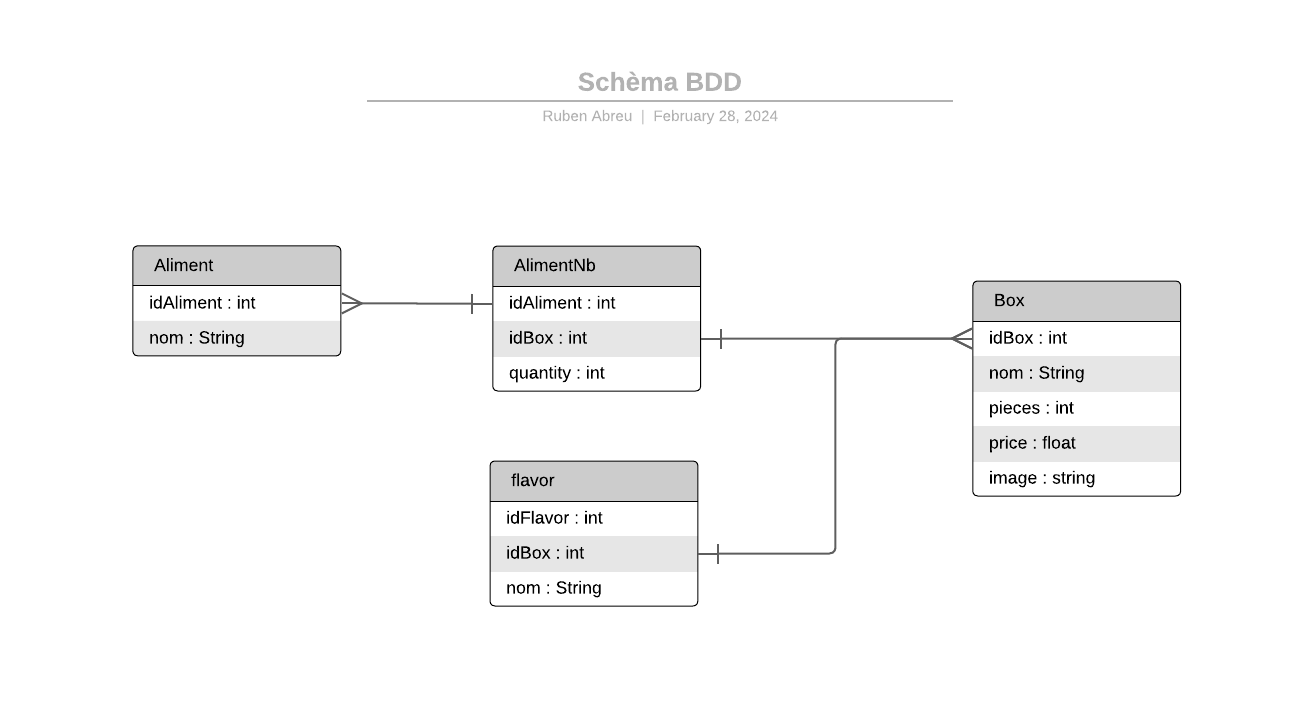 Schèma BDD
Ruben Abreu | February 28, 2024
Aliment
idAliment : int
nom : String
AlimentNb
idAliment : int
idBox : int
quantity : int
Box
idBox : int
nom : String
pieces : int
price : float
image : string
flavor
idFlavor : int
idBox : int
nom : String